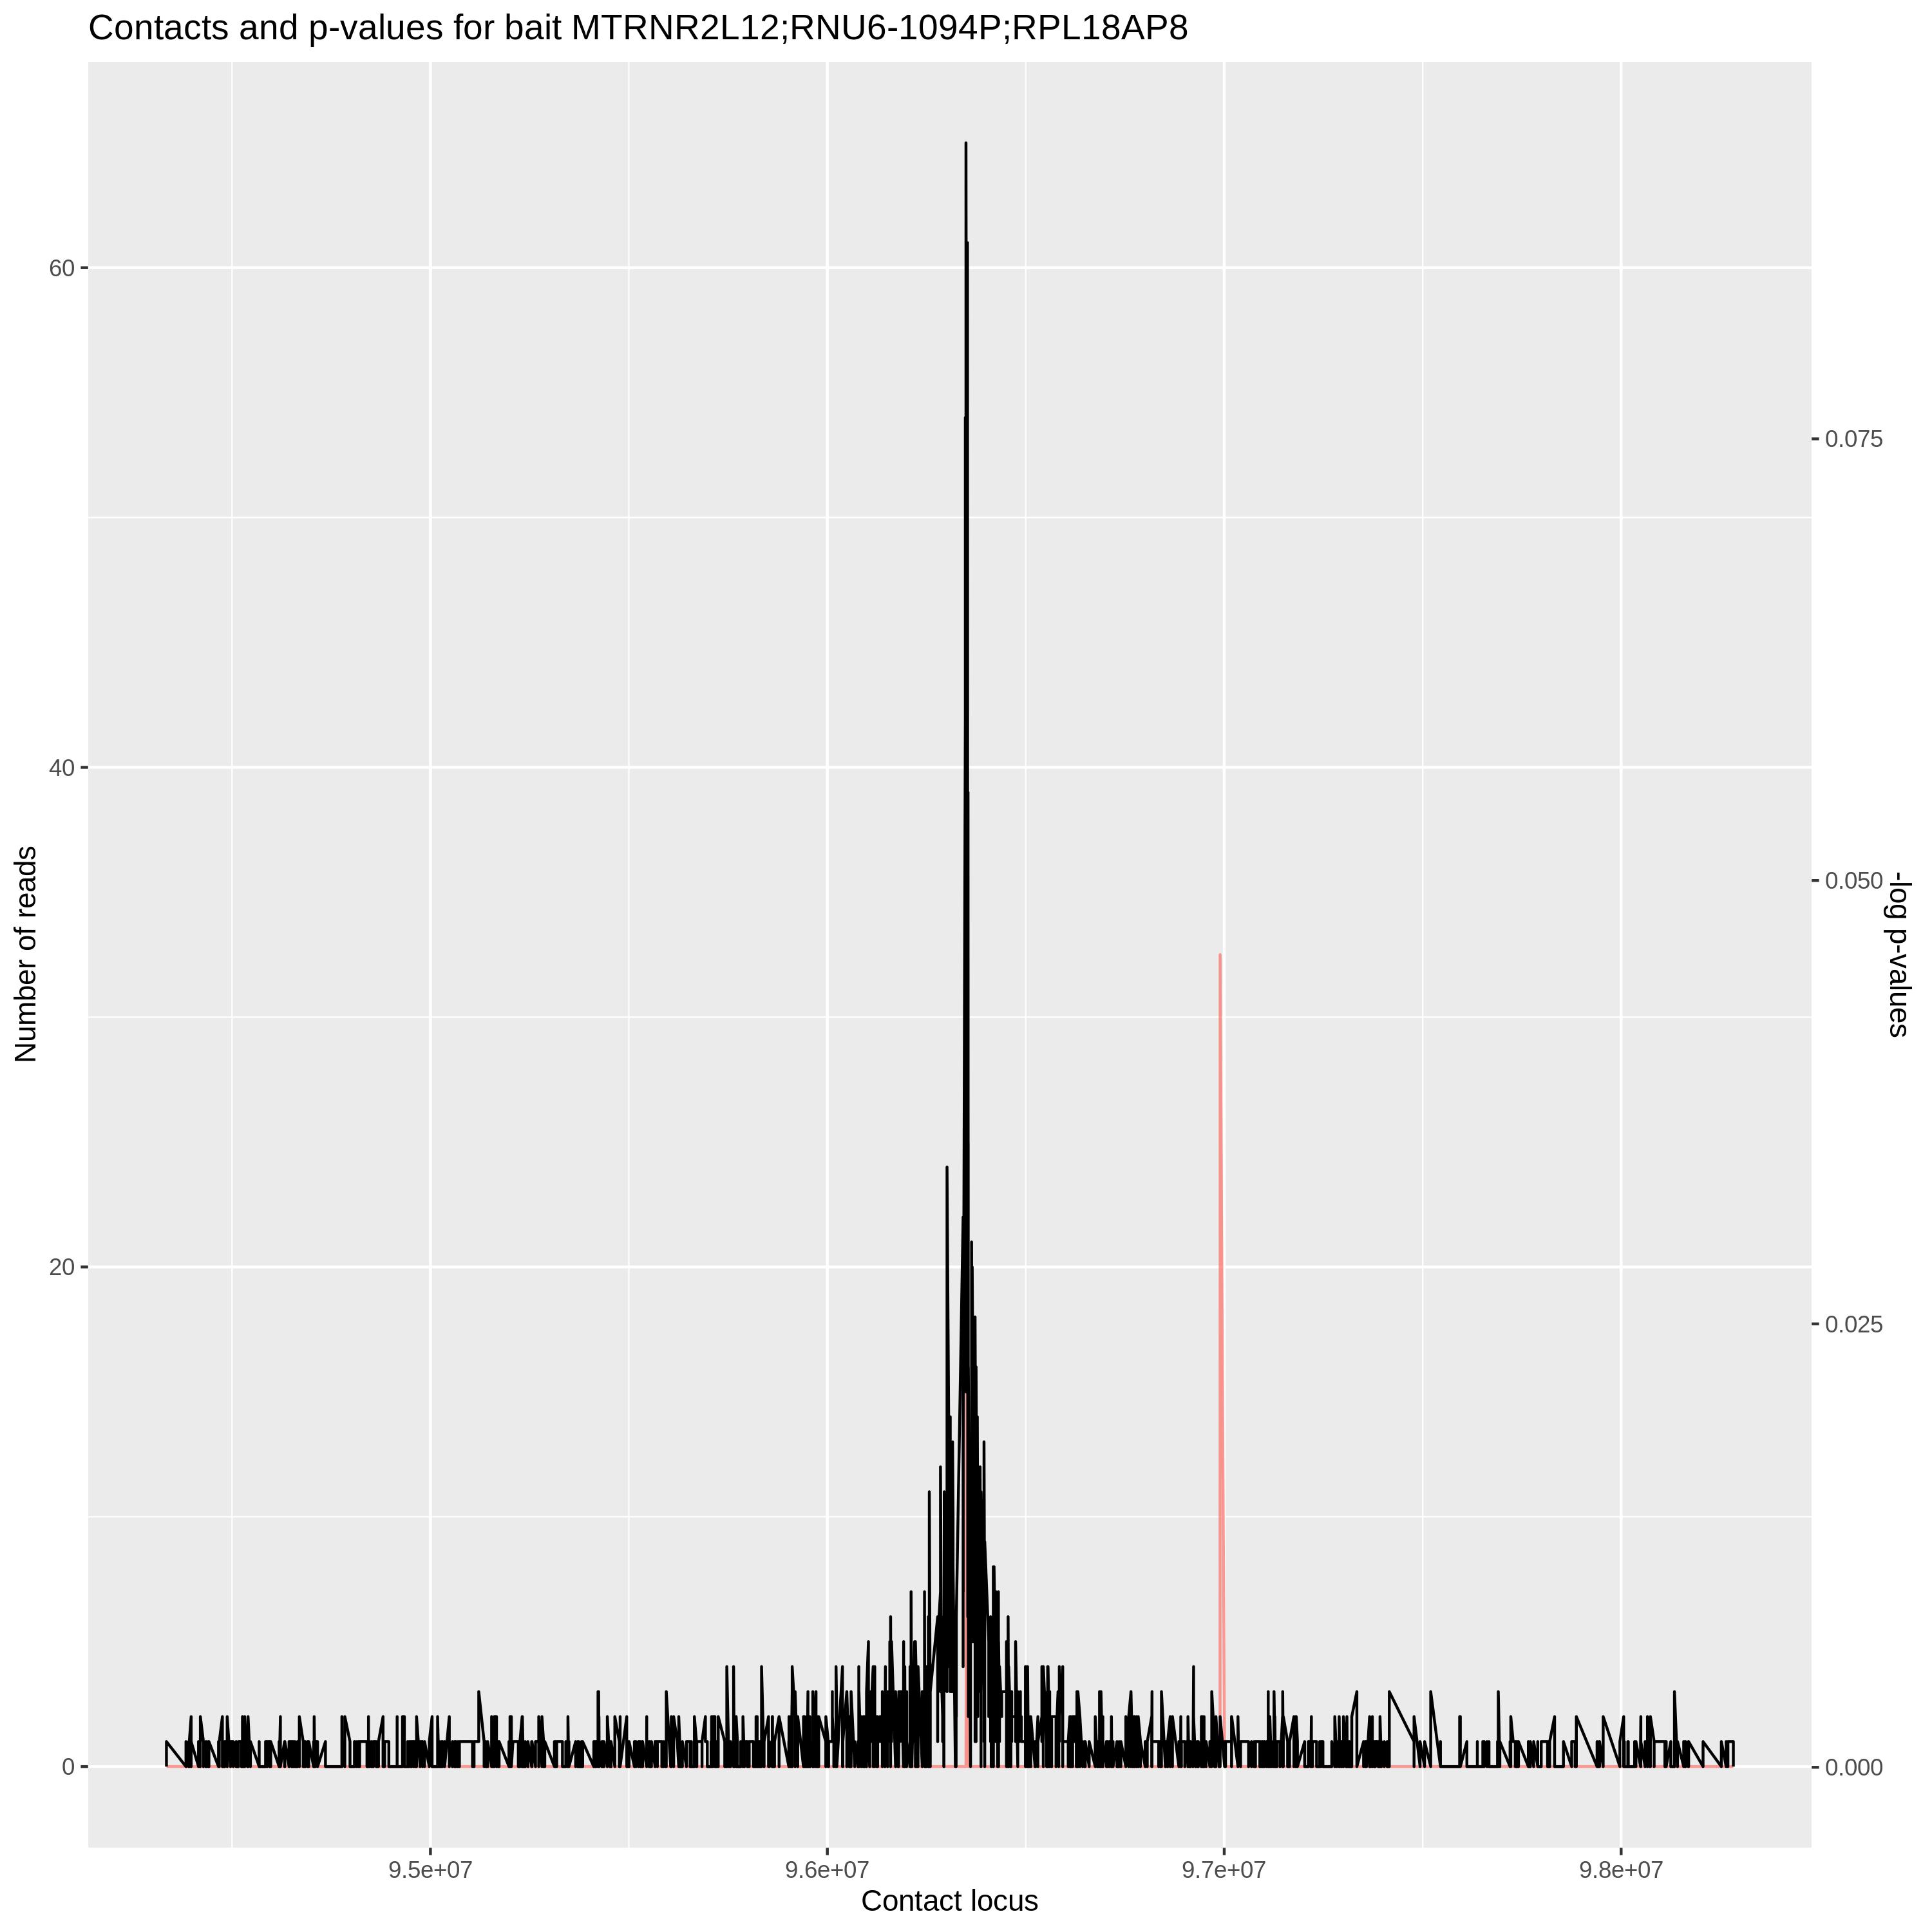 Contacts and p-values for bait MTRNR2L12;RNU6-1094P;RPL18AP8
60
40
20
0
Number of reads
0.075
0.050
0.025
0.000
-log p-values
9.5e+07
9.6e+07
9.7e+07
9.8e+07
Contact locus